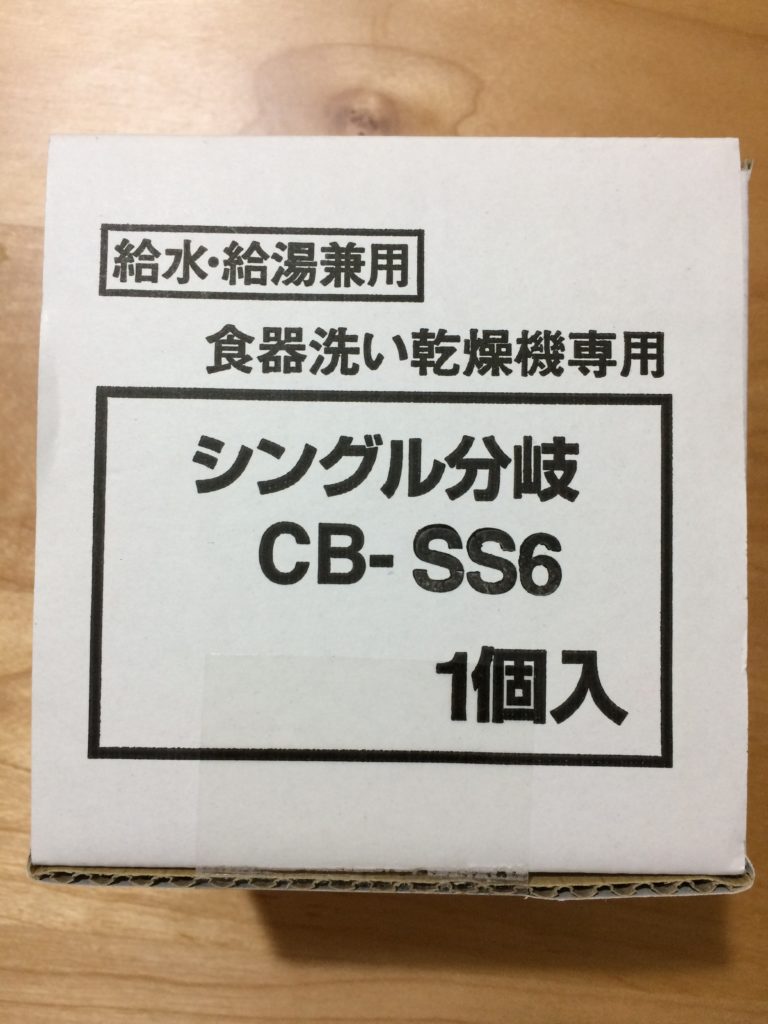 給水・給湯兼用
食器洗い乾燥機専用
シングル分岐
CB-SS6
1個入